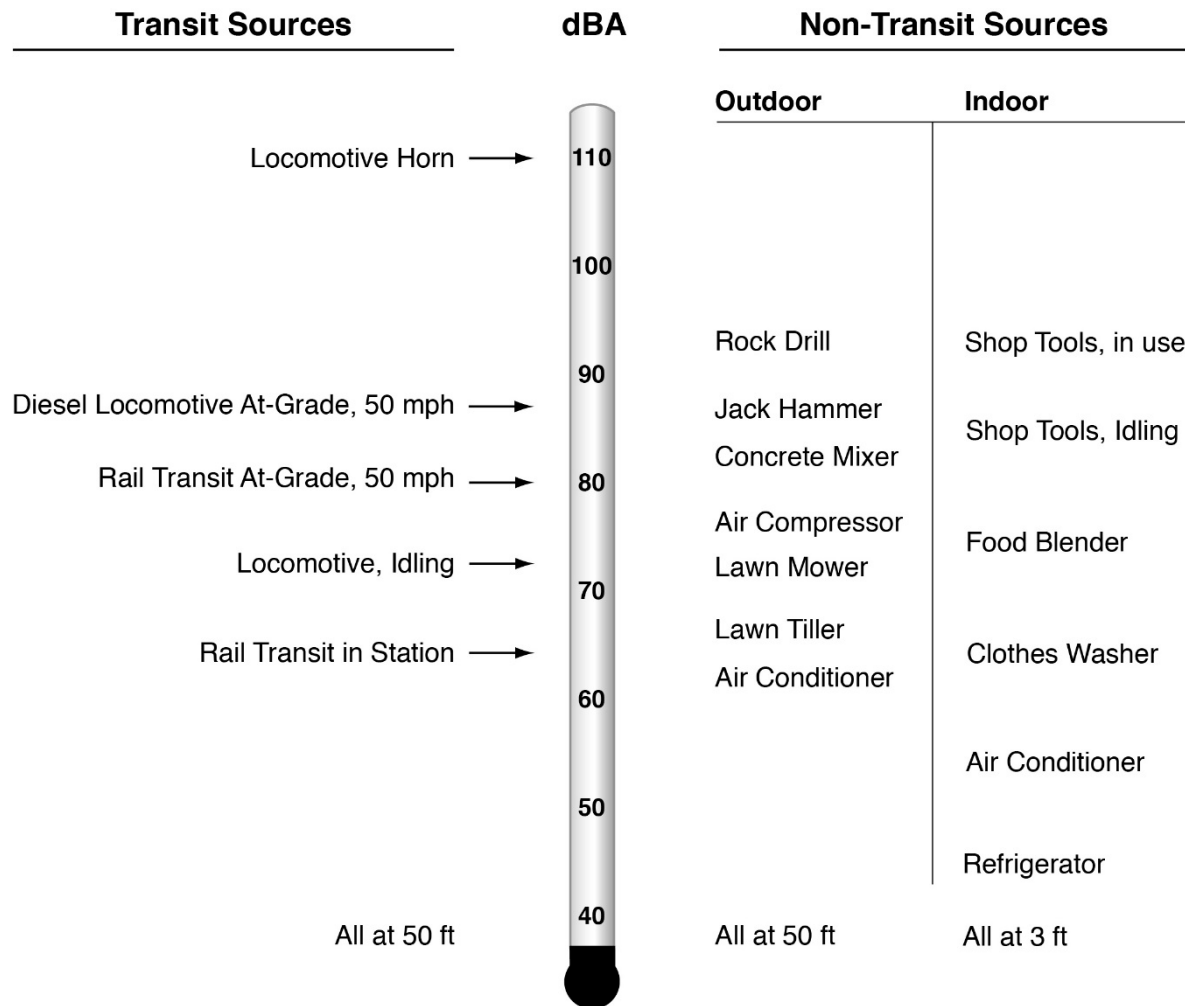 Transit Sources
dBA
Non-Transit Sources
Outdoor
Indoor
Locomotive Horn
110
100
Rock Drill
Shop Tools, in use
90
Diesel Locomotive At-Grade, 50 mph
Jack Hammer
Shop Tools, Idling
Concrete Mixer
Rail Transit At-Grade, 50 mph
80
Air Compressor
Food Blender
Locomotive, Idling
Lawn Mower
70
Lawn Tiller
Rail Transit in Station
Clothes Washer
Air Conditioner
60
Air Conditioner
50
Refrigerator
40
All at 50 ft
All at 50 ft
All at 3 ft